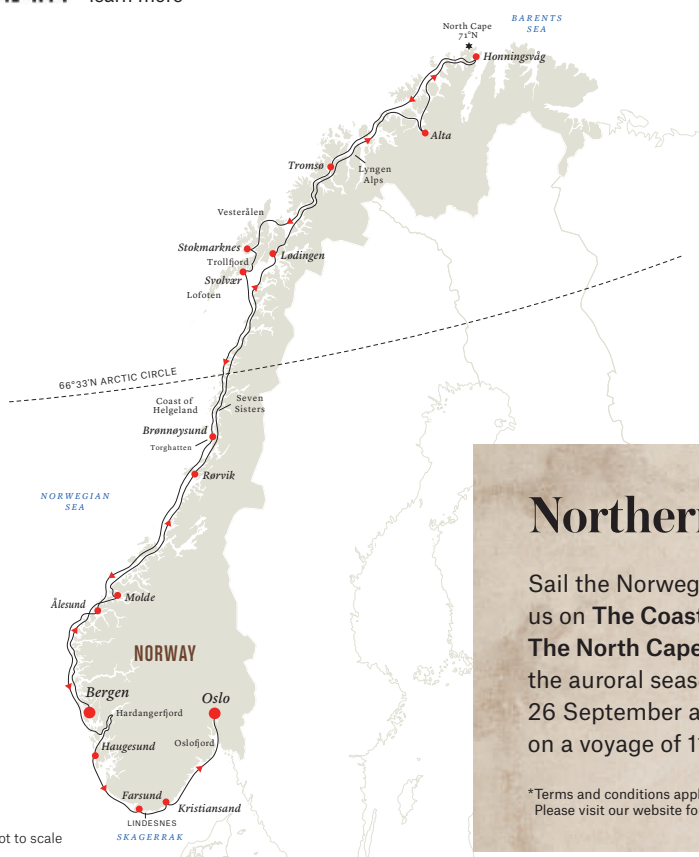 learn more
BARENTS
SEA
North Cape
71°N
Honningsvåg
Alta
Tromsø
Lyngen
Alps
Vesterålen
Stokmarknes
Trollfjord
Lødingen
Svolvær
Lofoten
66°33'N ARCTIC CIRCLE
Coast of
Helgeland
Seven
Sisters
Brønnøysund
Torghatten
Rørvik
NORWEGIAN
SEA
Molde
Ålesund
NORWAY
Bergen
Oslo
Hardangerfjord
Oslofjord
Haugesund
Farsund
Kristiansand
LINDESNES
SKAGERRAK
ot to scale
Northern
Sail the Norweg
us on The Coast
The North Cape
the auroral seas
26 September a
on a voyage of 1
*Terms and conditions appl
Please visit our website fo